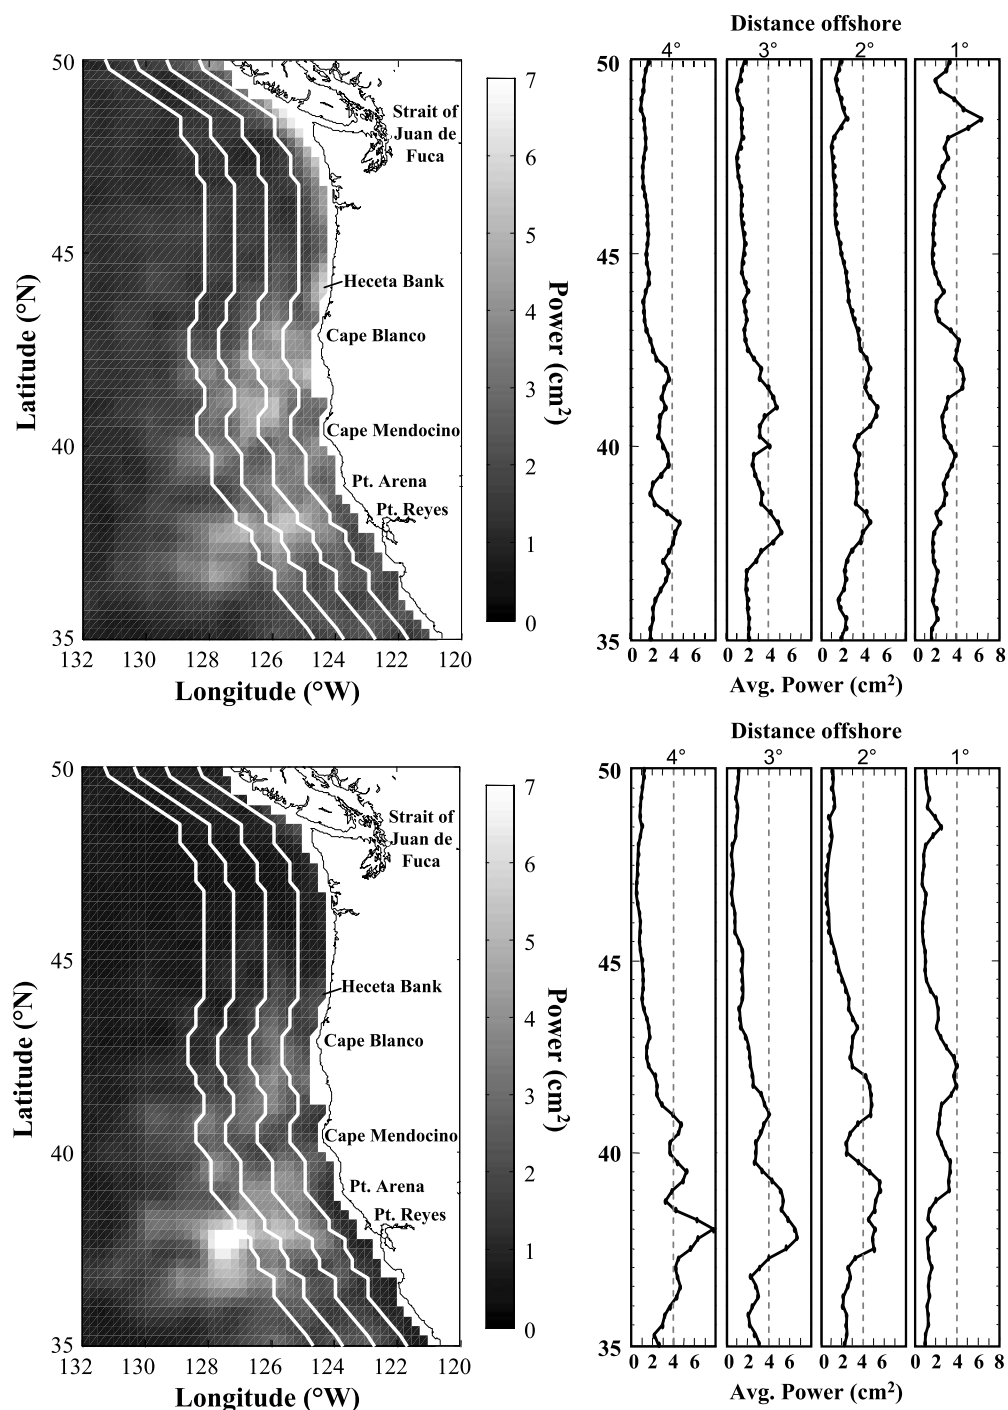 Distance offshore
4° 3° 2° 1°
50
45
40
35
Latitude (°N)
Strait of
Juan de
Fuca
Heceta Bank
Cape Blanco
Cape Mendocino
Pt. Arena
Pt. Reyes
132 130 128 126 124 122 120
Longitude (°W)
7
6
5
4
3
2
1
0
Power (cm²)
50
45
40
35
0 2 4 6 0 2 4 6 0 2 4 6 0 2 4 6 8
Avg. Power (cm²)
Distance offshore
4° 3° 2° 1°
50
45
40
35
Latitude (°N)
Strait of
Juan de
Fuca
Heceta Bank
Cape Blanco
Cape Mendocino
Pt. Arena
Pt. Reyes
132 130 128 126 124 122 120
Longitude (°W)
7
6
5
4
3
2
1
0
Power (cm²)
50
45
40
35
0 2 4 6 0 2 4 6 0 2 4 6 0 2 4 6 8
Avg. Power (cm²)